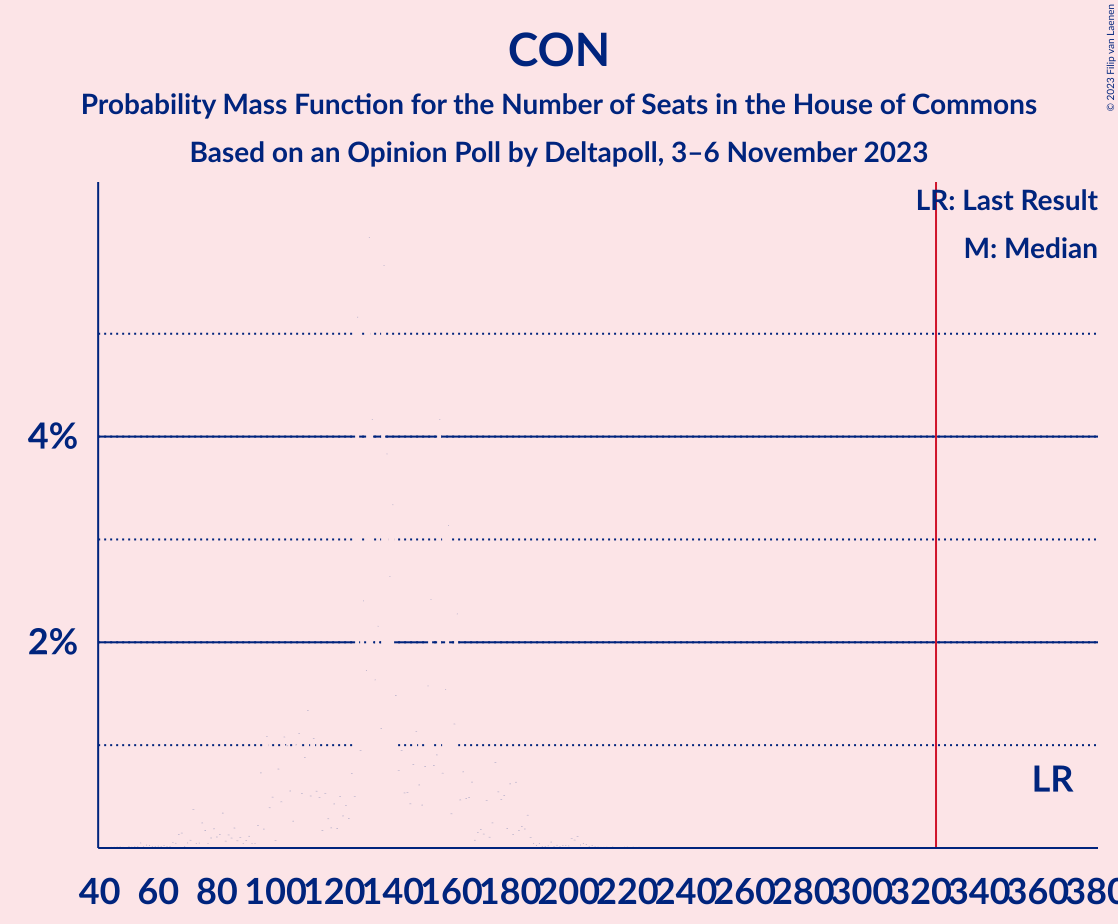 CON
Probability Mass Function for the Number of Seats in the House of Commons
Based on an Opinion Poll by Deltapoll, 3–6 November 2023
© 2023 Filip van Laenen
LR: Last Result
M: Median
4%
2%
LR
40 60 80 100 120 140 160 180 200 220 240 260 280 300 320 340 360 380